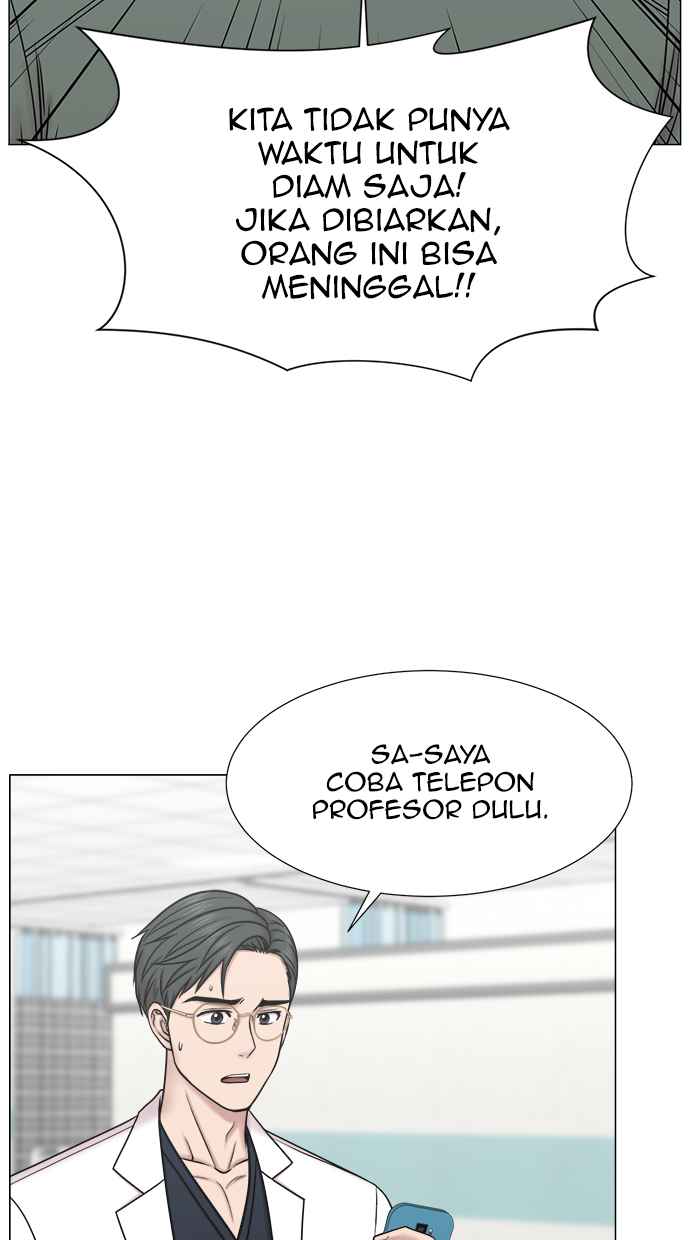 KITA TIDAK PUNYA
WAKTU UNTUK
DIAM SAJA!
JIKA DIBIARKAN,
ORANG INI BISA
MENINGGAL!!
SA-SAYA
COBA TELEPON
PROFESOR DULU.